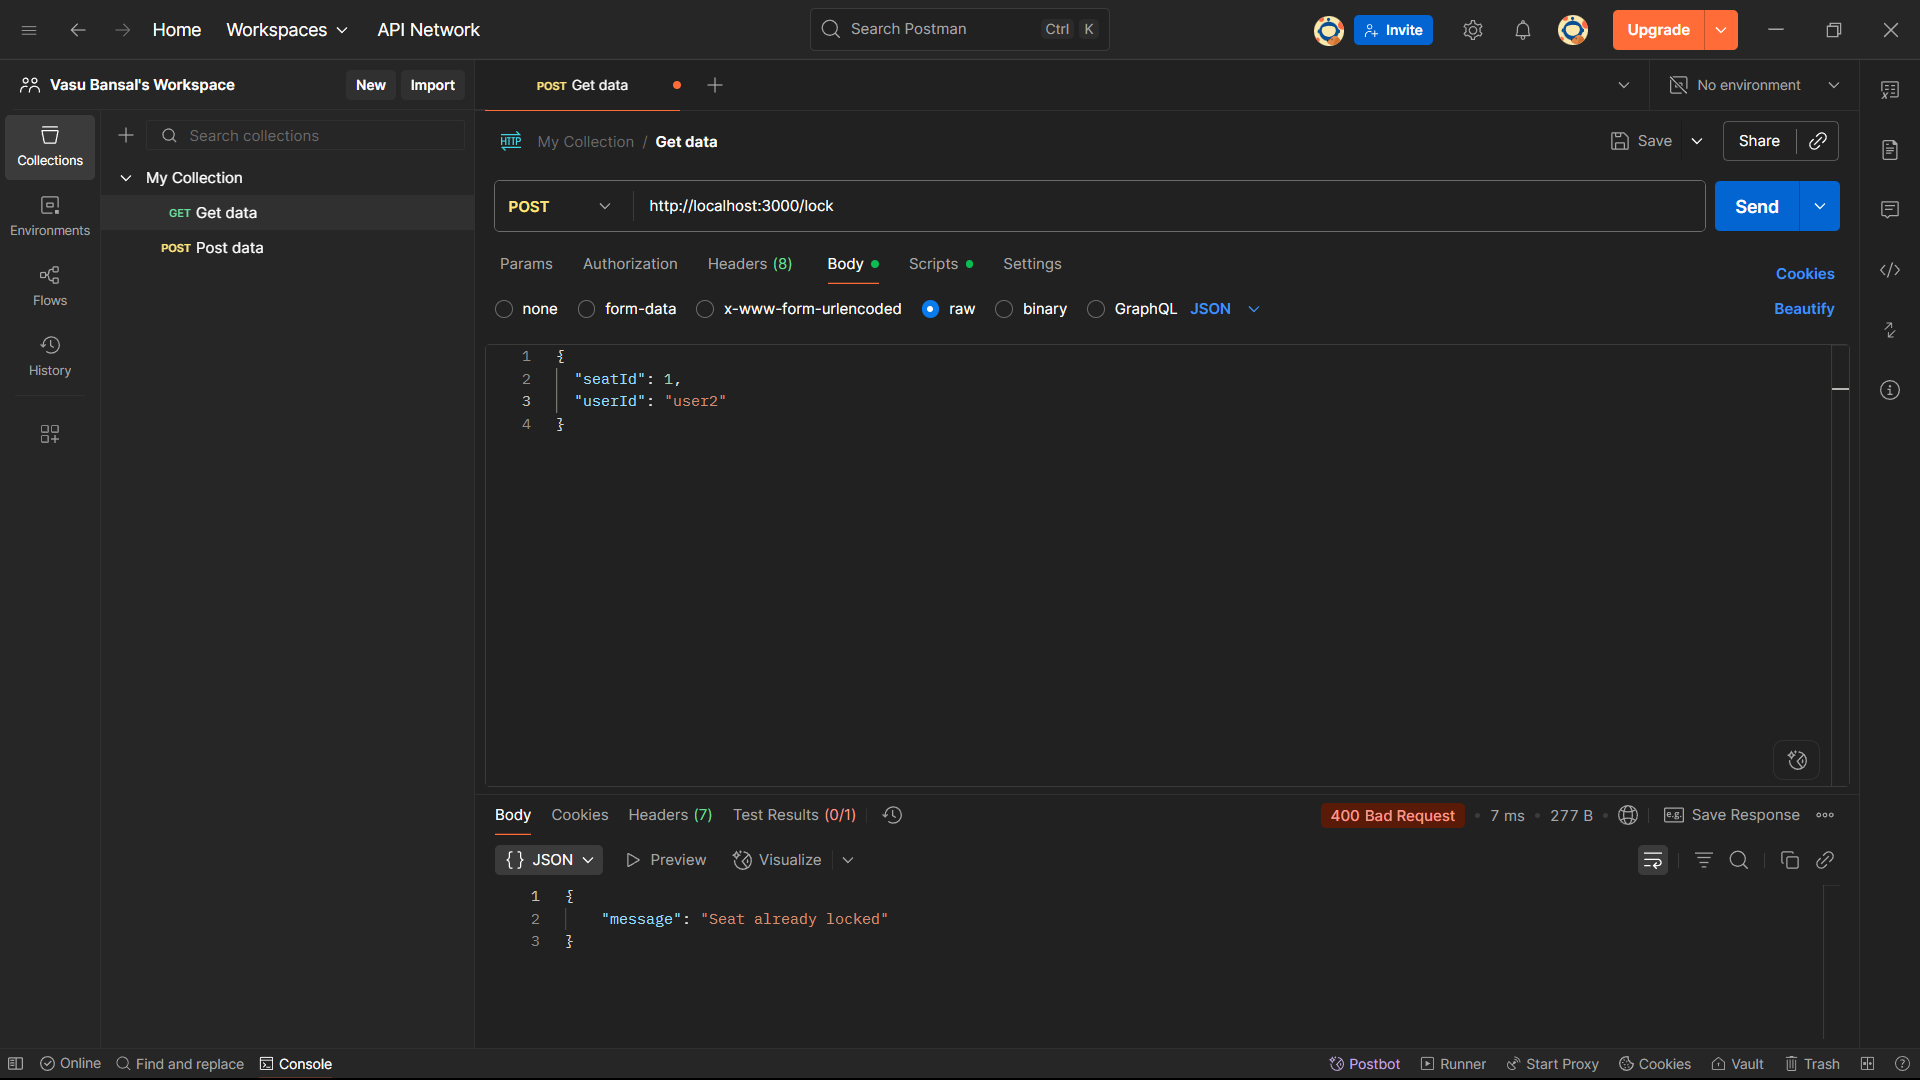 Home Workspaces API Network Search Postman Ctrl K Invite Upgrade
Vasu Bansal's Workspace New Import POST Get data No environment
Collections Search collections
My Collection / Get data Save Share
My Collection
GET Get data
POST Post data
Environments
Flows
History
POST http://localhost:3000/lock Send
Params Authorization Headers (8) Body Scripts Settings Cookies
none form-data x-www-form-urlencoded raw binary GraphQL JSON Beautify
1 {
2 "seatId": 1,
3 "userId": "user2"
4 }
Body Cookies Headers (7) Test Results (0/1) 400 Bad Request 7 ms 277 B e.g. Save Response
{} JSON Preview Visualize
1 {
2 "message": "Seat already locked"
3 }
Online Find and replace Console Postbot Runner Start Proxy Cookies Vault Trash